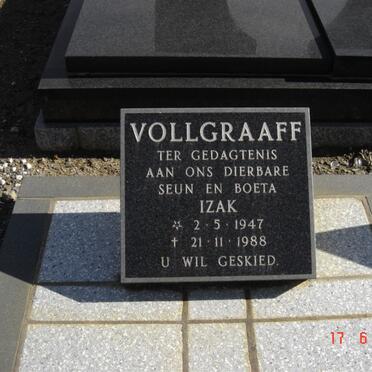 VOLLGRAAFF
TER GEDAGTENIS
AAN ONS DIERBARE
SEUN EN BOETA
IZAK
☆ 2·5·1947
† 21·11·1988
U WIL GESKIED.
17 6